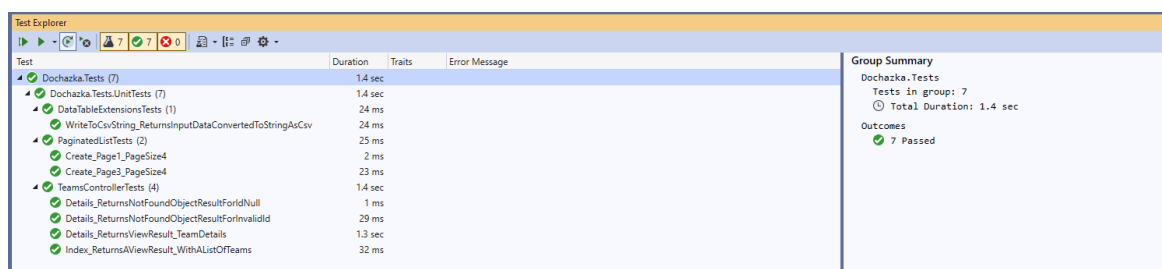 Test Explorer
7 7 0
Test Duration Traits Error Message
Dochazka.Tests (7) 1.4 sec
Dochazka.Tests.UnitTests (7) 1.4 sec
DataTableExtensionsTests (1) 24 ms
WriteToCsvString_ReturnsInputDataConvertedToStringAsCsv 24 ms
PaginatedListTests (2) 25 ms
Create_Page1_PageSize4 2 ms
Create_Page3_PageSize4 23 ms
TeamsControllerTests (4) 1.4 sec
Details_ReturnsNotFoundObjectResultForIdNull 1 ms
Details_ReturnsNotFoundObjectResultForInvalidId 29 ms
Details_ReturnsViewResult_TeamDetails 1.3 sec
Index_ReturnsAViewResult_WithAListOfTeams 32 ms
Group Summary
Dochazka.Tests
Tests in group: 7
Total Duration: 1.4 sec
Outcomes
7 Passed